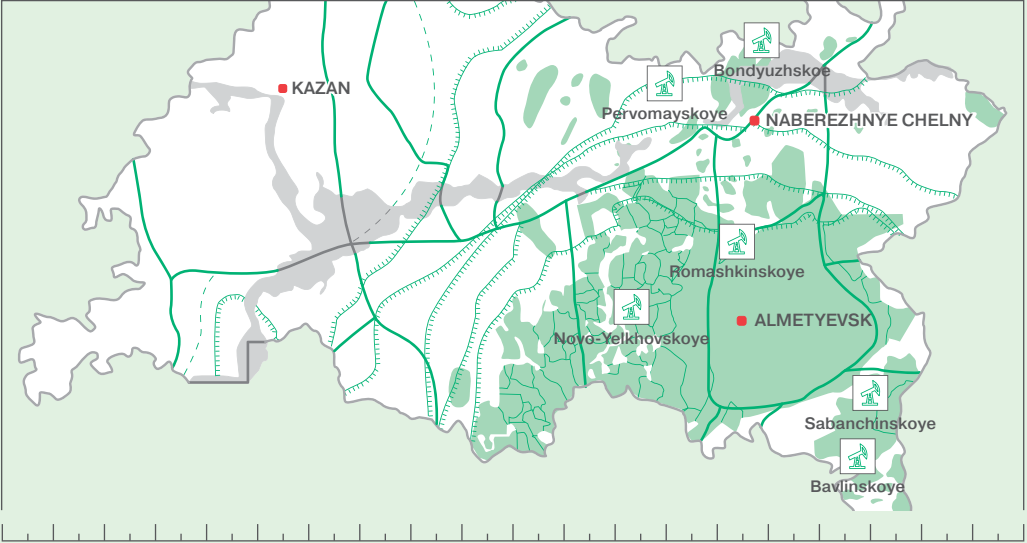 Bondyuzhskoe
KAZAN
Pervomayskoye
NABEREZHNYE CHELNY
Romashkinskoye
ALMETYEVSK
Novo-Yelkhovskoye
Sabanchinskoye
Bavlinskoye